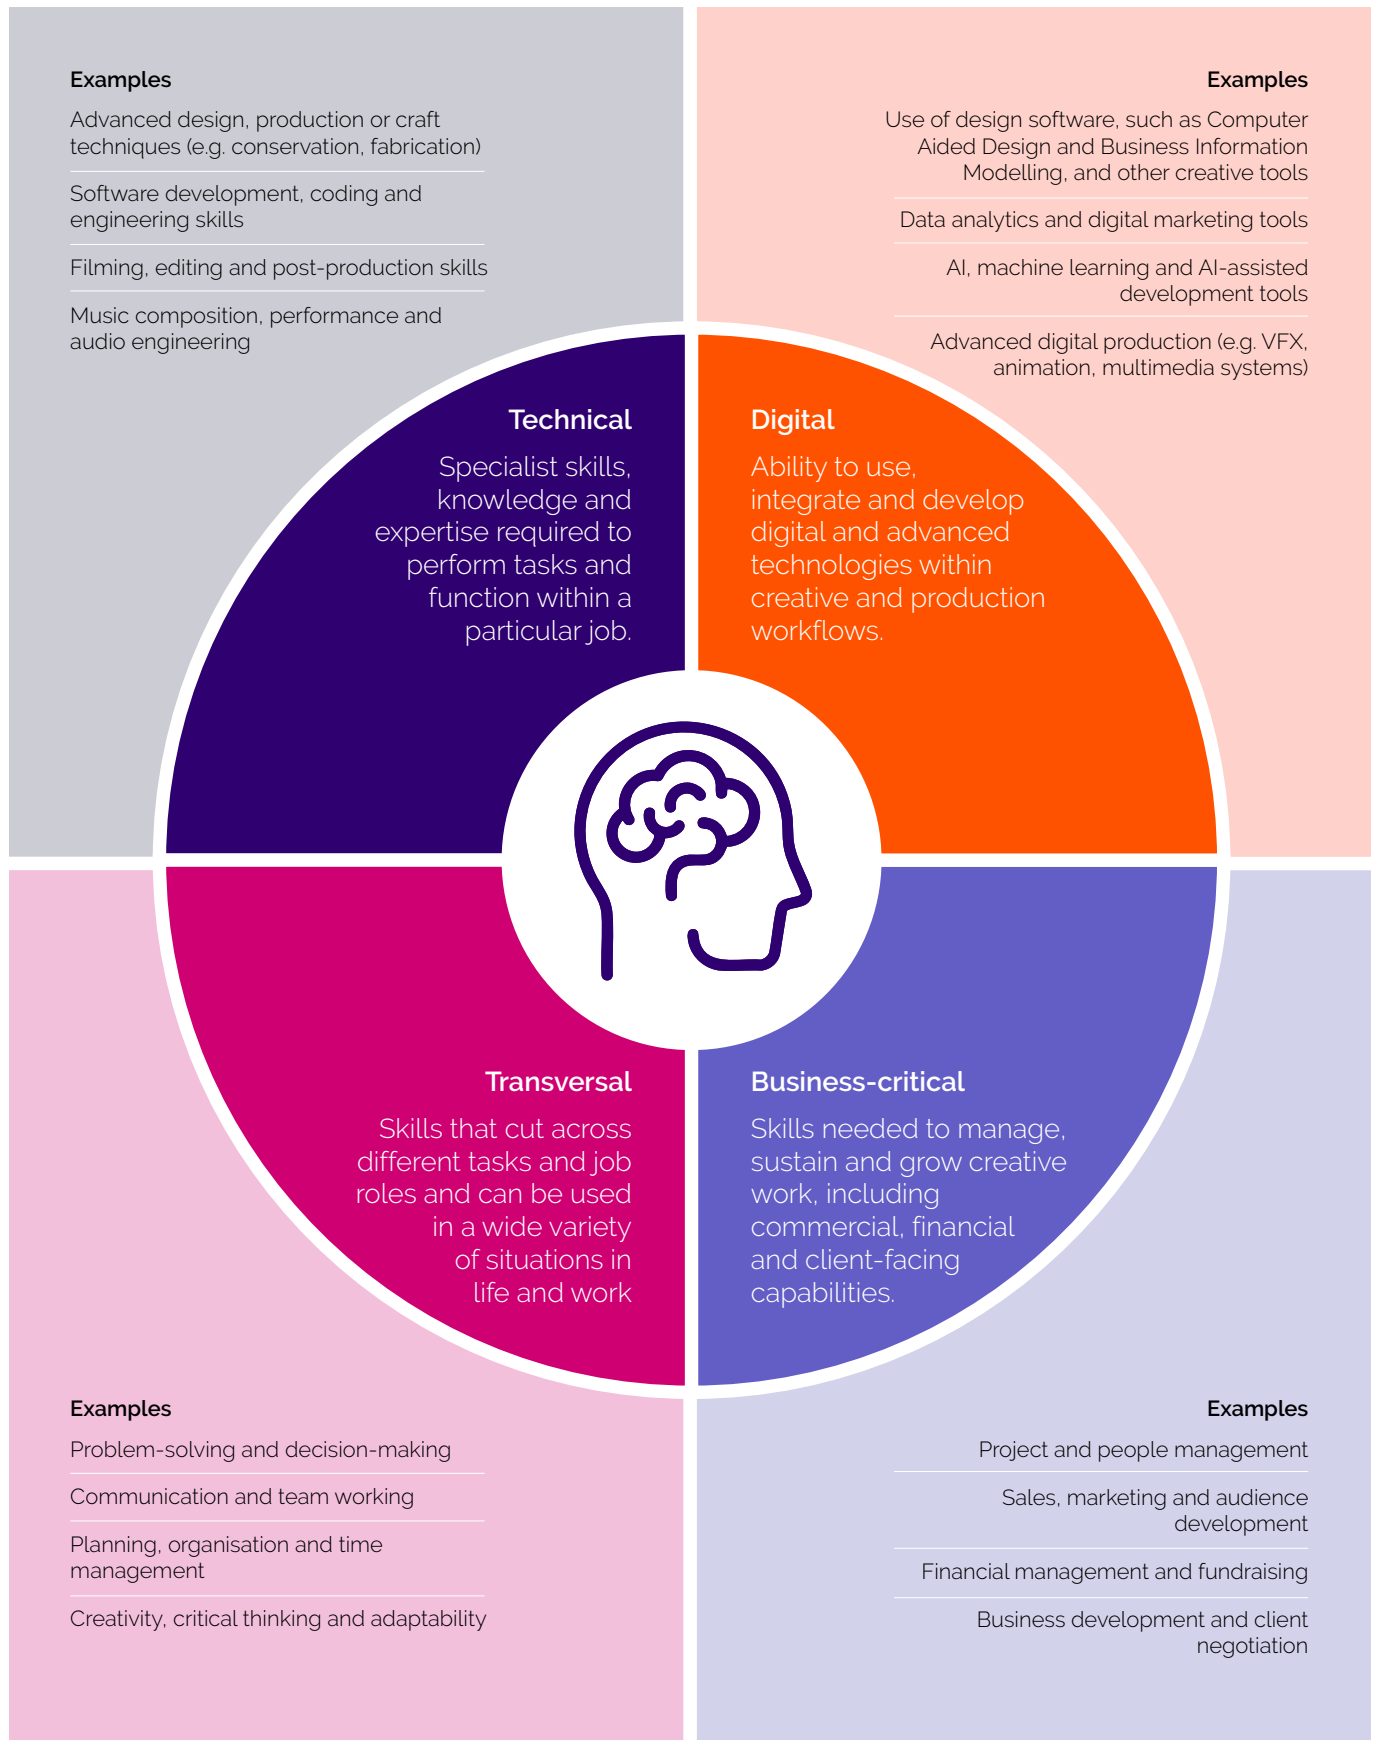 Examples
Advanced design, production or craft
techniques (e.g. conservation, fabrication)
Software development, coding and
engineering skills
Filming, editing and post-production skills
Music composition, performance and
audio engineering
Technical
Specialist skills,
knowledge and
expertise required to
perform tasks and
function within a
particular job.
Examples
Use of design software, such as Computer
Aided Design and Business Information
Modelling, and other creative tools
Data analytics and digital marketing tools
AI, machine learning and AI-assisted
development tools
Advanced digital production (e.g. VFX,
animation, multimedia systems)
Digital
Ability to use,
integrate and develop
digital and advanced
technologies within
creative and production
workflows.
Transversal
Skills that cut across
different tasks and job
roles and can be used
in a wide variety
of situations in
life and work
Examples
Problem-solving and decision-making
Communication and team working
Planning, organisation and time
management
Creativity, critical thinking and adaptability
Business-critical
Skills needed to manage,
sustain and grow creative
work, including
commercial, financial
and client-facing
capabilities.
Examples
Project and people management
Sales, marketing and audience
development
Financial management and fundraising
Business development and client
negotiation